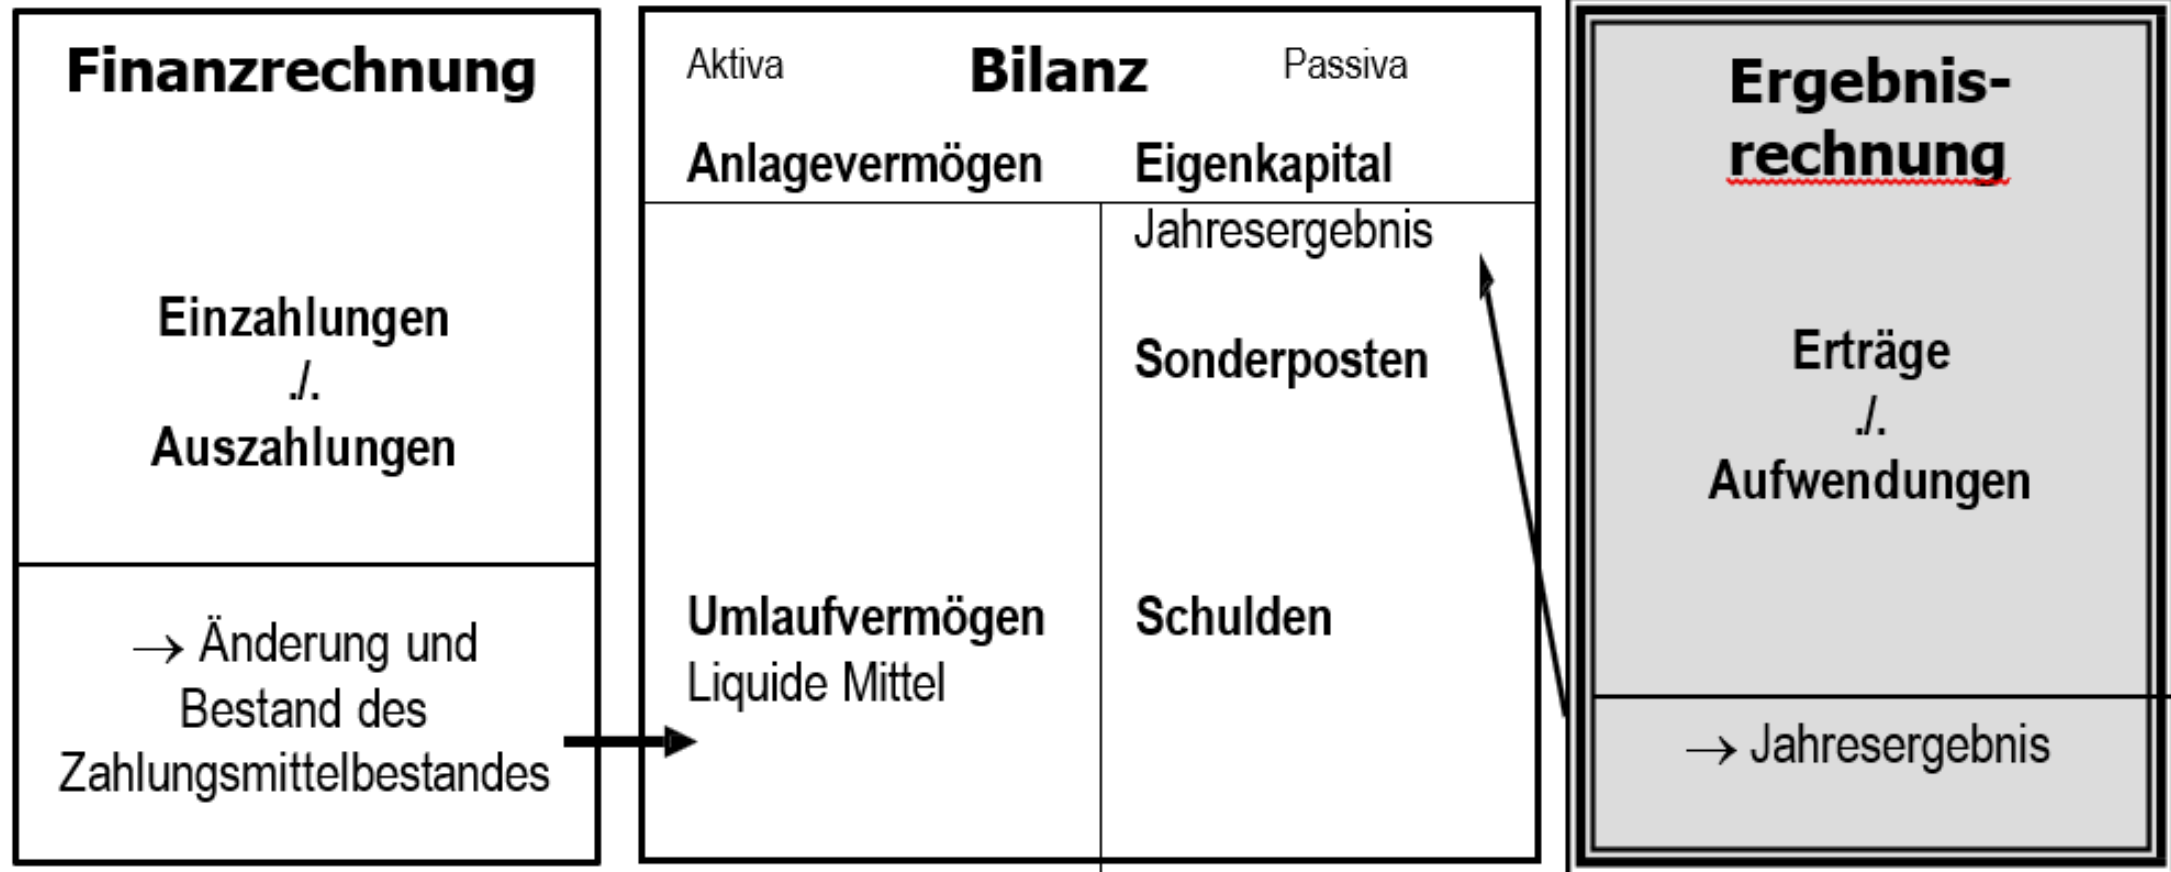 Finanzrechnung
Einzahlungen
./.
Auszahlungen
→ Änderung und
Bestand des
Zahlungsmittelbestandes
Aktiva Bilanz Passiva
Anlagevermögen Eigenkapital
Jahresergebnis
Sonderposten
Umlaufvermögen Schulden
Liquide Mittel
Ergebnis-
rechnung
Erträge
./.
Aufwendungen
→ Jahresergebnis